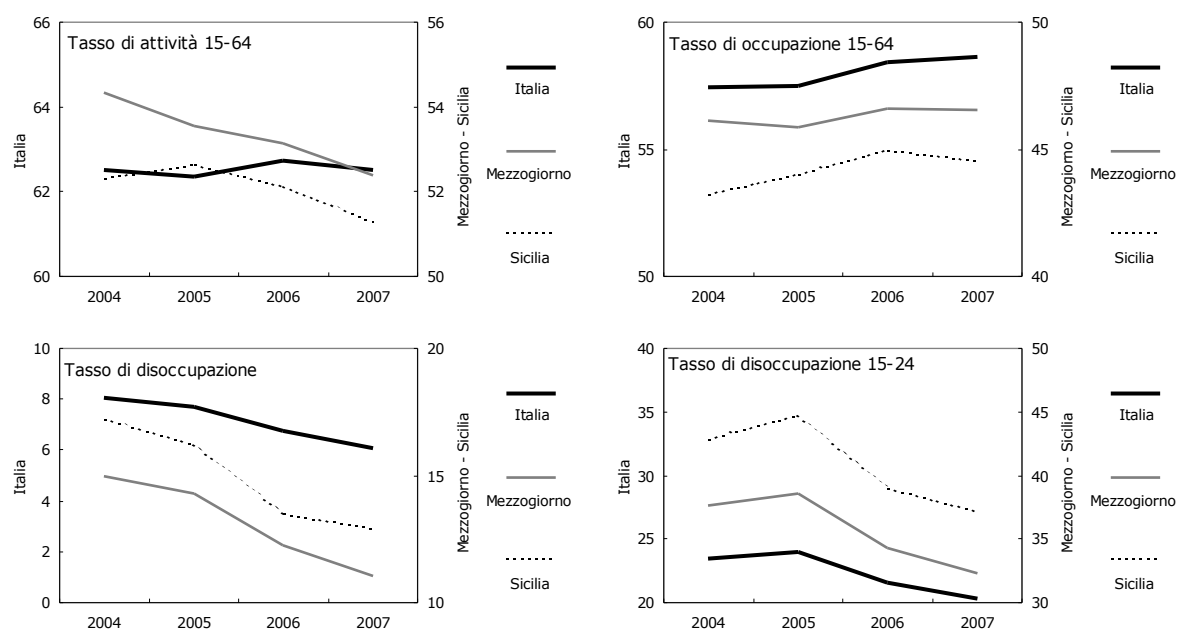 Tasso di attività 15-64
66
64
62
60
Italia
56
54
52
50
Mezzogiorno - Sicilia
2004 2005 2006 2007
Italia
Mezzogiorno
Sicilia
Tasso di occupazione 15-64
60
55
50
Italia
50
45
40
Mezzogiorno - Sicilia
2004 2005 2006 2007
Italia
Mezzogiorno
Sicilia
Tasso di disoccupazione
10
8
6
4
2
0
Italia
20
15
10
Mezzogiorno - Sicilia
2004 2005 2006 2007
Italia
Mezzogiorno
Sicilia
Tasso di disoccupazione 15-24
40
35
30
25
20
Italia
50
45
40
35
30
Mezzogiorno - Sicilia
2004 2005 2006 2007
Italia
Mezzogiorno
Sicilia